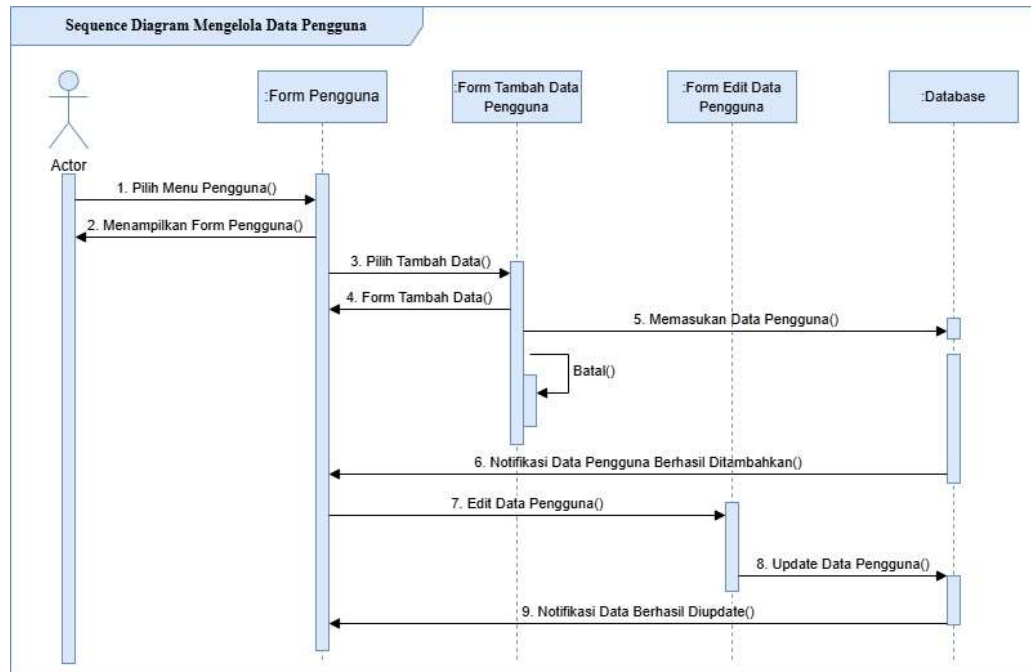 Sequence Diagram Mengelola Data Pengguna
:Form Pengguna
:Form Tambah Data
Pengguna
:Form Edit Data
Pengguna
:Database
Actor
1. Pilih Menu Pengguna()
2. Menampilkan Form Pengguna()
3. Pilih Tambah Data()
4. Form Tambah Data()
5. Memasukan Data Pengguna()
Batal()
6. Notifikasi Data Pengguna Berhasil Ditambahkan()
7. Edit Data Pengguna()
8. Update Data Pengguna()
9. Notifikasi Data Berhasil Diupdate()